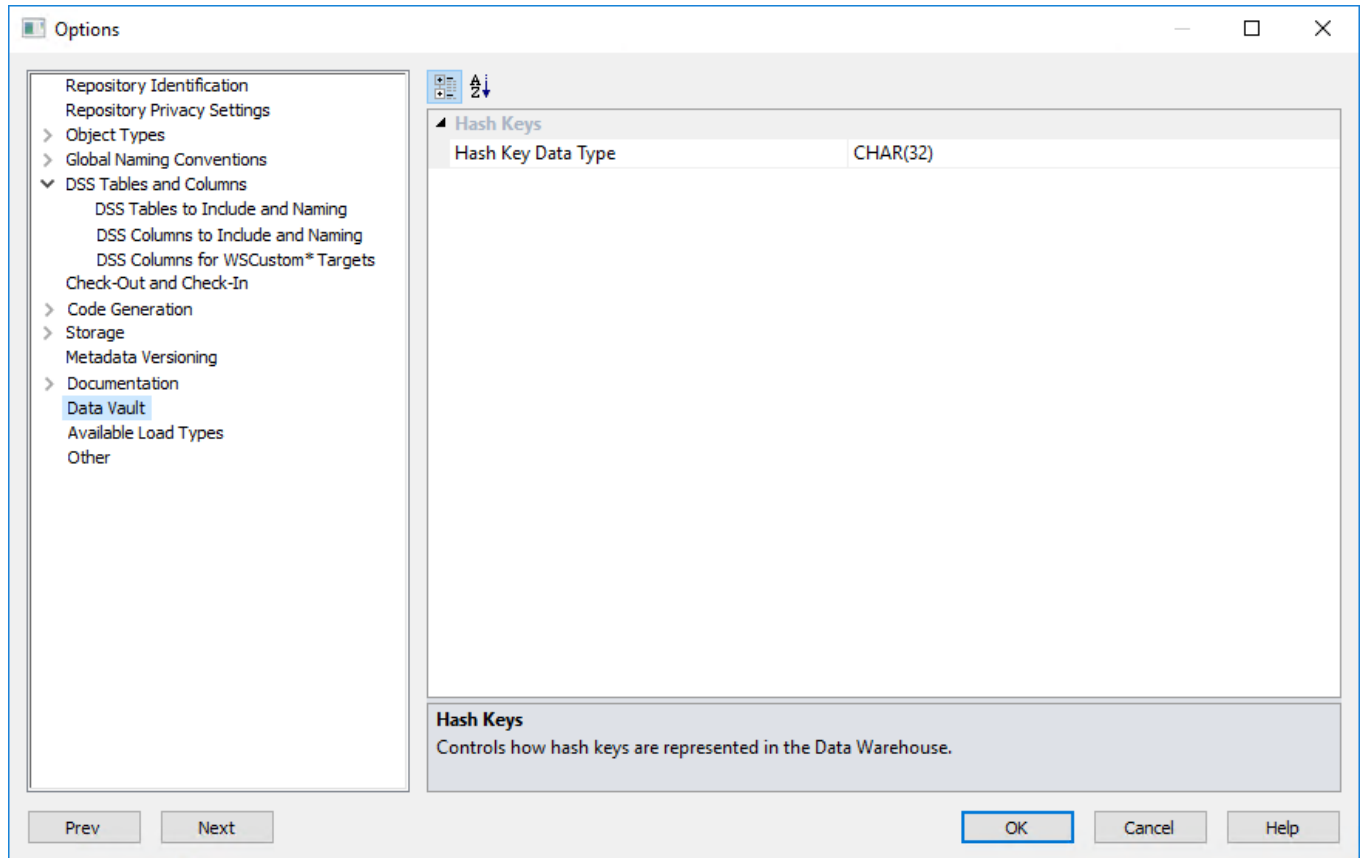 Options
Repository Identification
Repository Privacy Settings
Object Types
Global Naming Conventions
DSS Tables and Columns
DSS Tables to Include and Naming
DSS Columns to Include and Naming
DSS Columns for WSCustom* Targets
Check-Out and Check-In
Code Generation
Storage
Metadata Versioning
Documentation
Data Vault
Available Load Types
Other
A
Z
Hash Keys
Hash Key Data Type CHAR(32)
Hash Keys
Controls how hash keys are represented in the Data Warehouse.
Prev Next OK Cancel Help